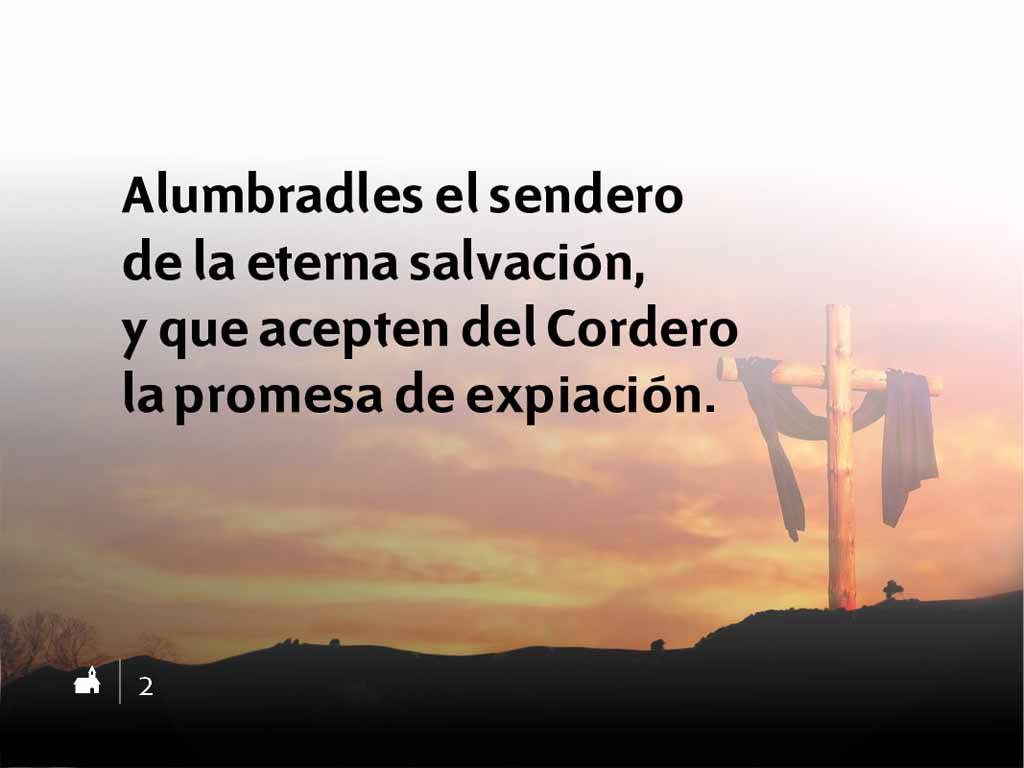 Alumbradles el sendero
de la eterna salvación,
y que acepten del Cordero
la promesa de expiación.
2